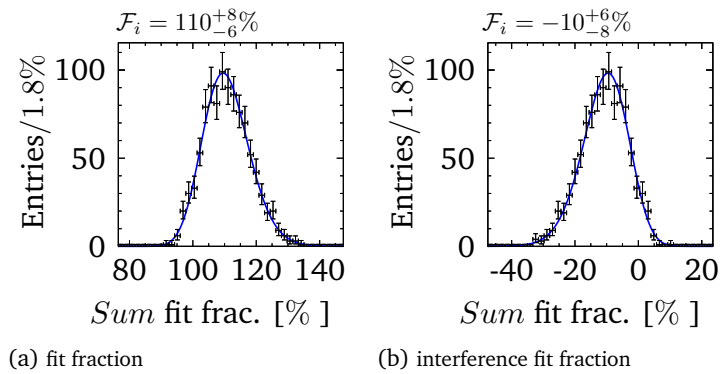 𝓕ᵢ = 110⁺⁸₋₆%
𝓕ᵢ = −10⁺⁶₋₈%
Entries/1.8%
100
50
0
80 100 120 140
Sum fit frac. [% ]
Entries/1.8%
100
50
0
-40 -20 0 20
Sum fit frac. [% ]
(a) fit fraction
(b) interference fit fraction